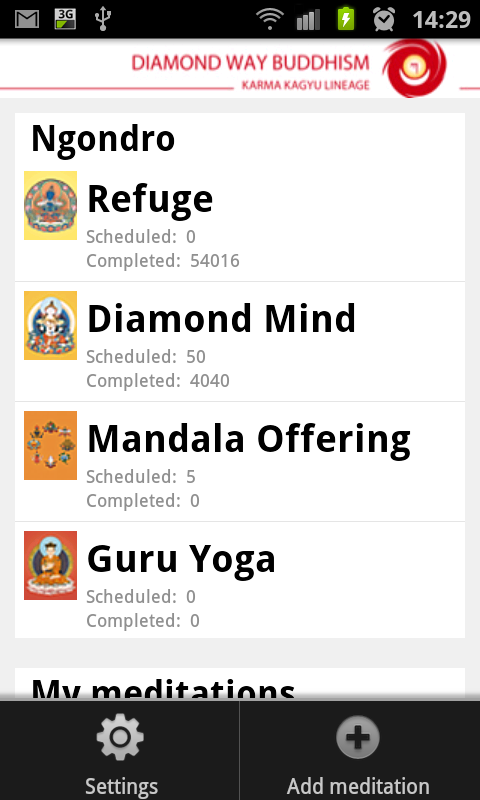 3G
14:29
DIAMOND WAY BUDDHISM
KARMA KAGYU LINEAGE
Ngondro
Refuge
Scheduled: 0
Completed: 54016
Diamond Mind
Scheduled: 50
Completed: 4040
Mandala Offering
Scheduled: 5
Completed: 0
Guru Yoga
Scheduled: 0
Completed: 0
My meditations
Settings
Add meditation